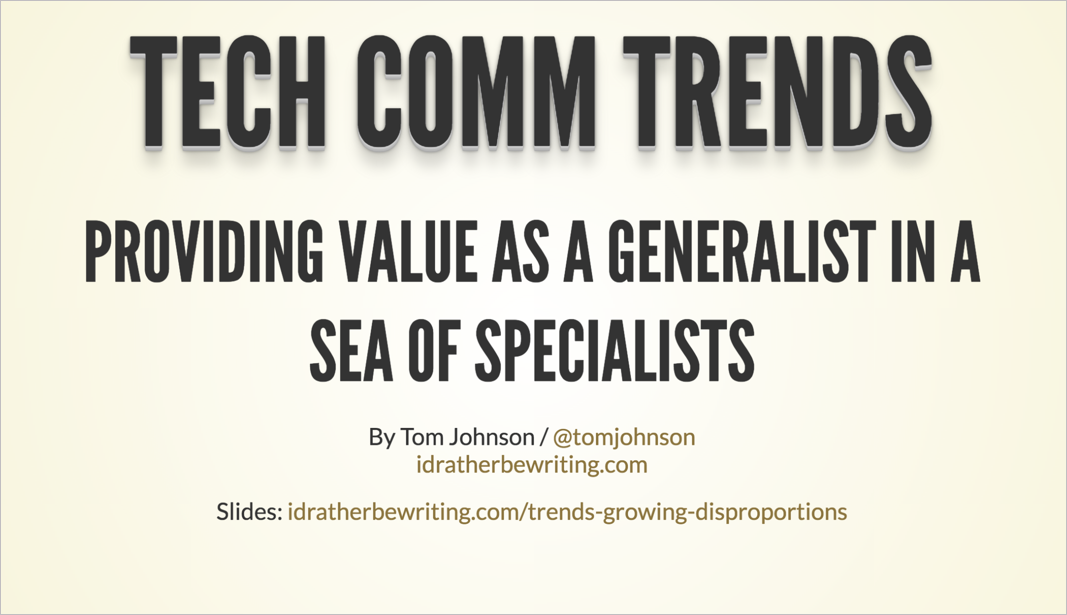 TECH COMM TRENDS
PROVIDING VALUE AS A GENERALIST IN A
SEA OF SPECIALISTS
By Tom Johnson / @tomjohnson
idratherbewriting.com
Slides: idratherbewriting.com/trends-growing-disproportions